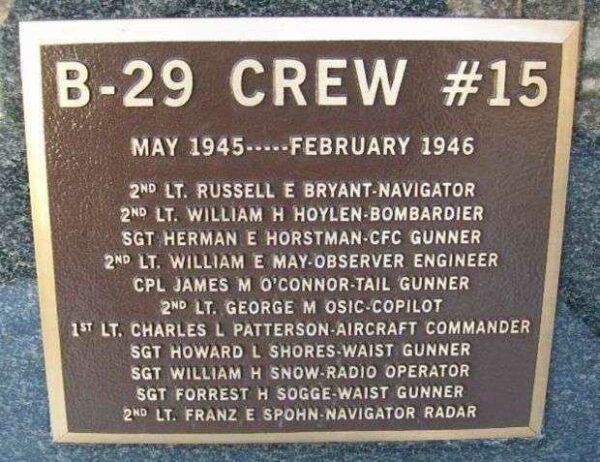 B-29 CREW #15
MAY 1945-----FEBRUARY 1946
2ND LT. RUSSELL E BRYANT-NAVIGATOR
2ND LT. WILLIAM H HOYLEN-BOMBARDIER
SGT HERMAN E HORSTMAN-CFC GUNNER
2ND LT. WILLIAM E MAY-OBSERVER ENGINEER
CPL JAMES M O'CONNOR-TAIL GUNNER
2ND LT. GEORGE M OSIC-COPILOT
1ST LT. CHARLES L PATTERSON-AIRCRAFT COMMANDER
SGT HOWARD L SHORES-WAIST GUNNER
SGT WILLIAM H SNOW-RADIO OPERATOR
SGT FORREST H SOGGE-WAIST GUNNER
2ND LT. FRANZ E SPOHN-NAVIGATOR RADAR